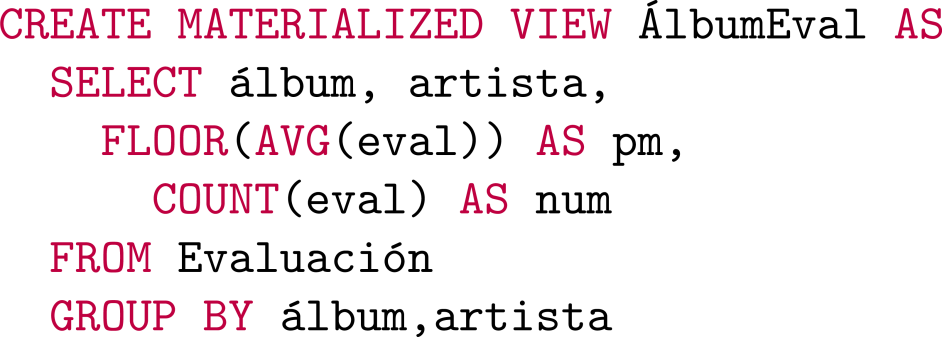 CREATE MATERIALIZED VIEW ÁlbumEval AS
SELECT álbum, artista,
FLOOR(AVG(eval)) AS pm,
COUNT(eval) AS num
FROM Evaluación
GROUP BY álbum,artista